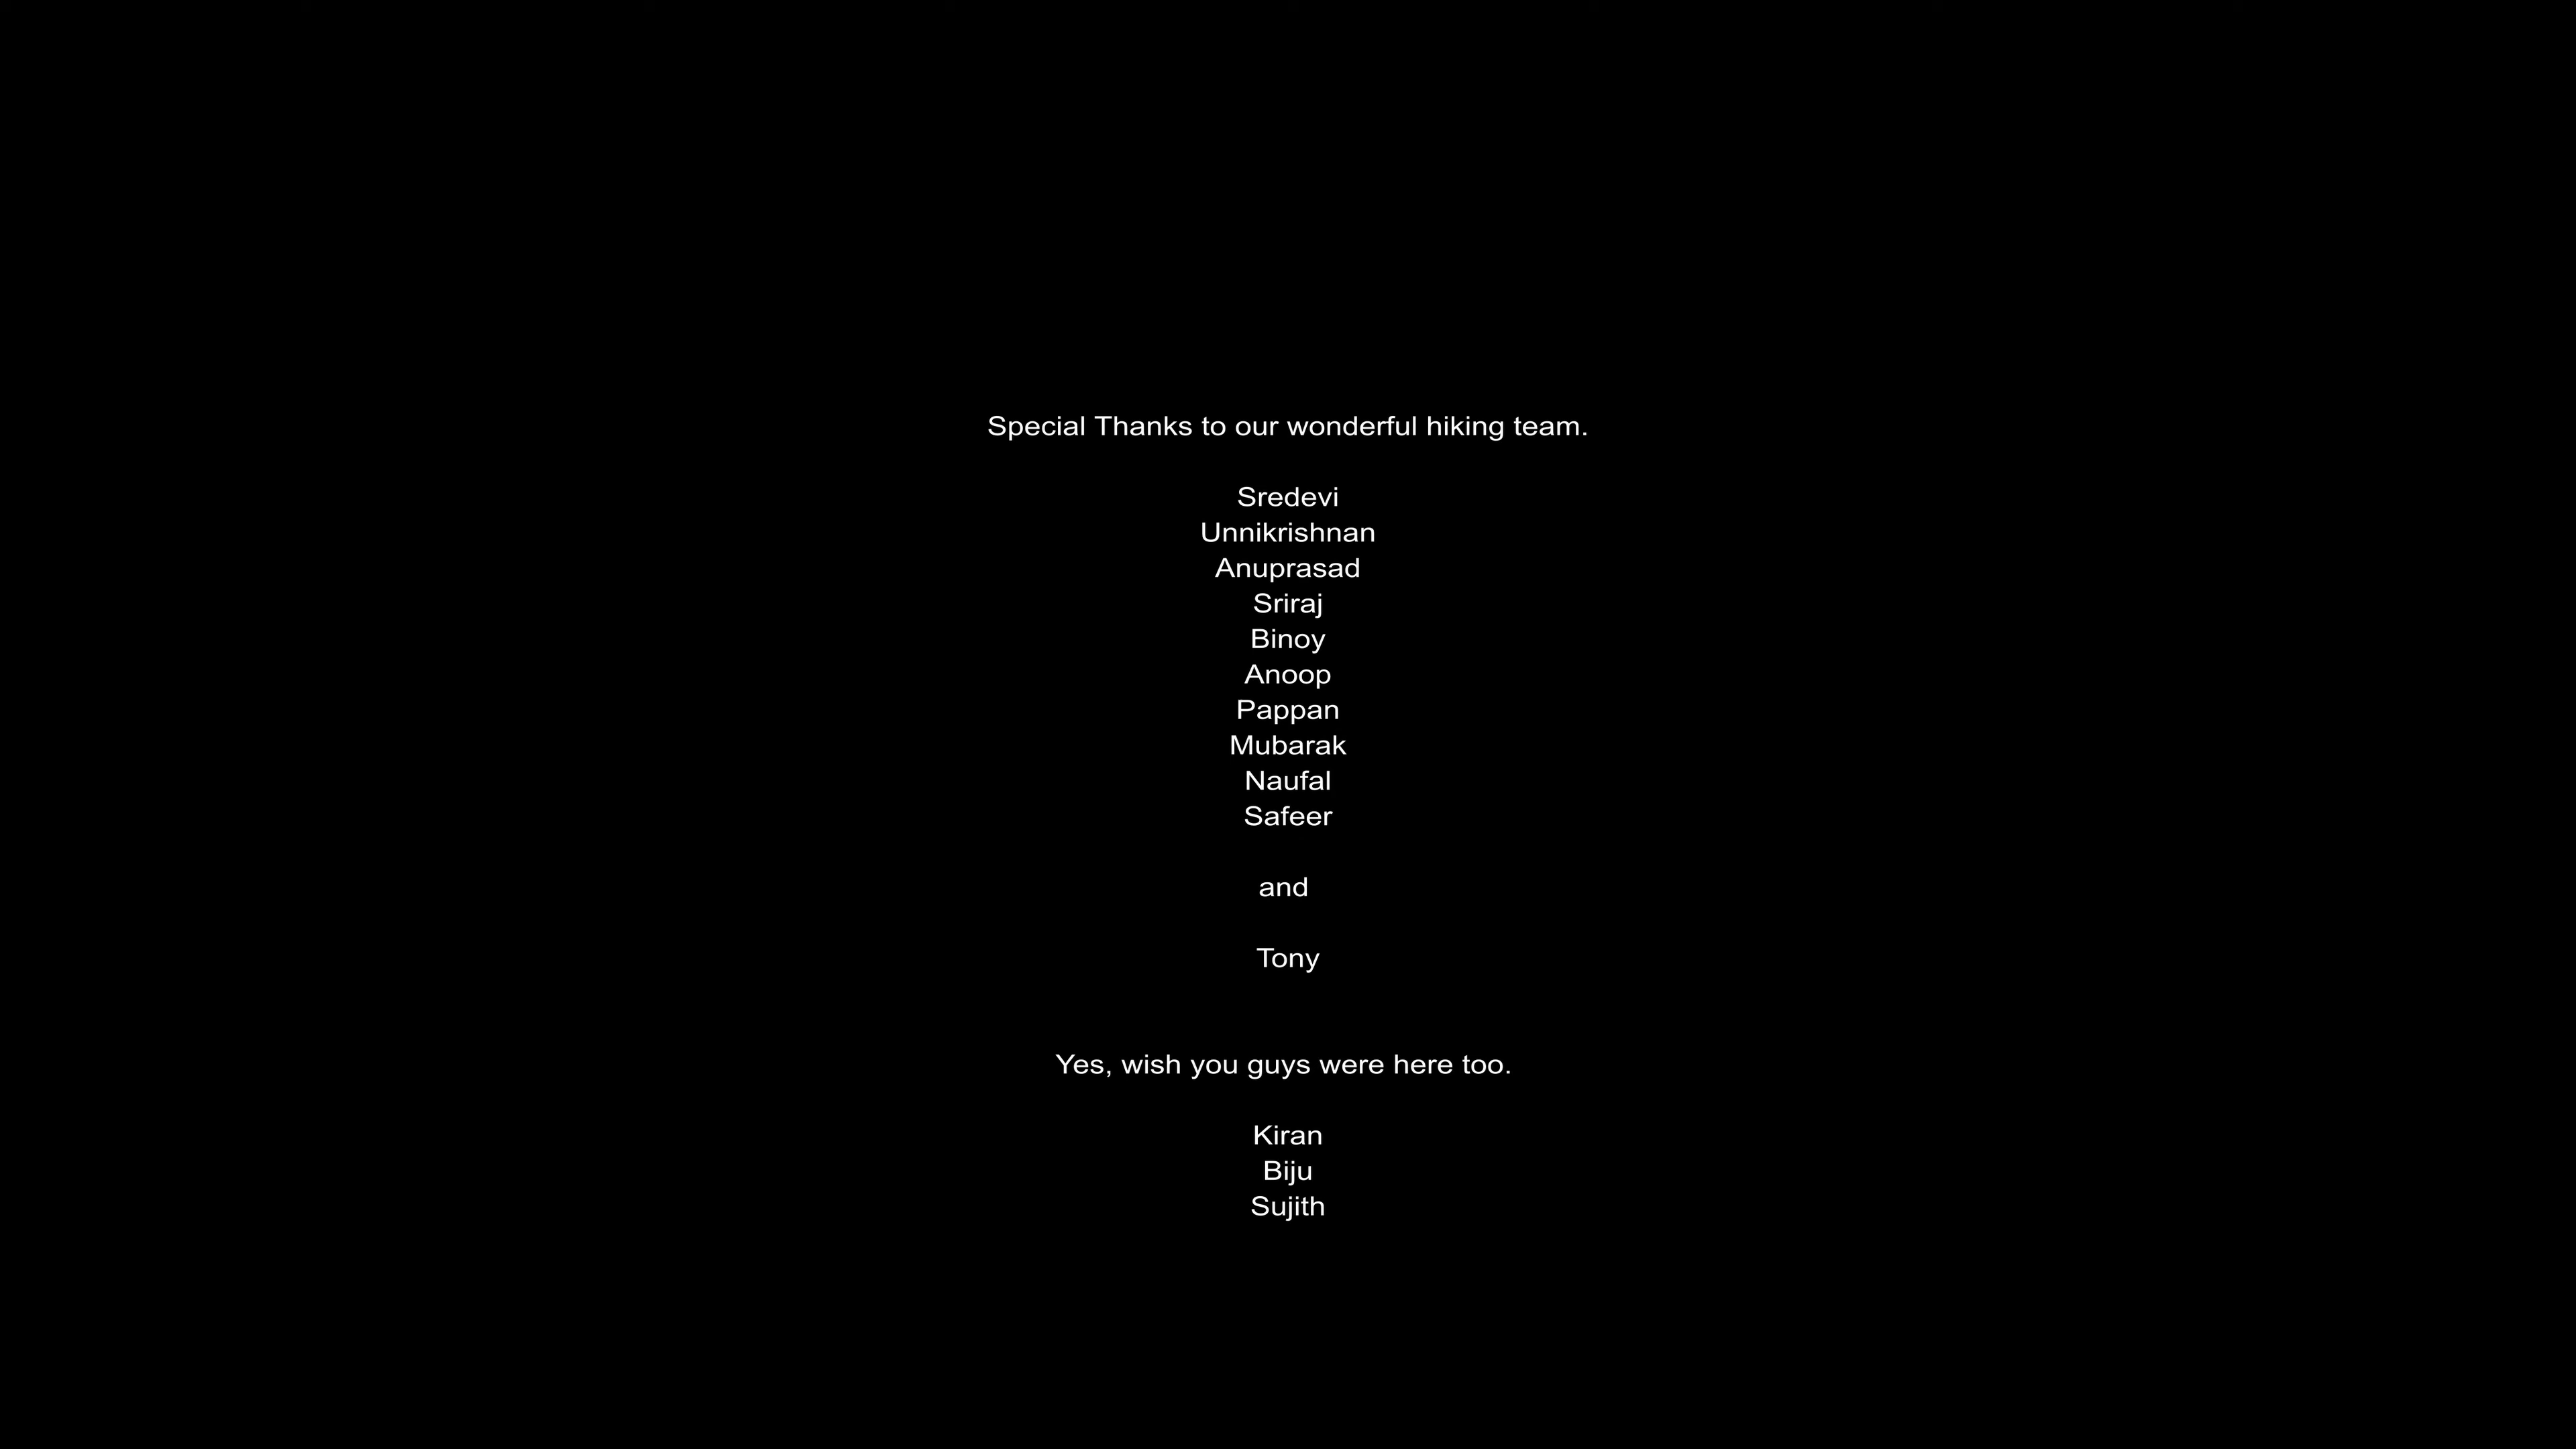 Special Thanks to our wonderful hiking team.
Sredevi
Unnikrishnan
Anuprasad
Sriraj
Binoy
Anoop
Pappan
Mubarak
Naufal
Safeer
and
Tony
Yes, wish you guys were here too.
Kiran
Biju
Sujith